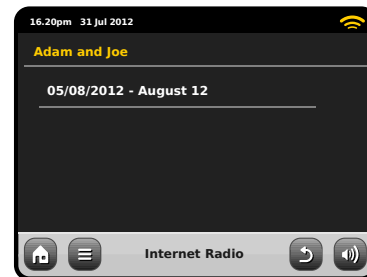 16.20pm 31 Jul 2012
Adam and Joe
05/08/2012 - August 12
Internet Radio